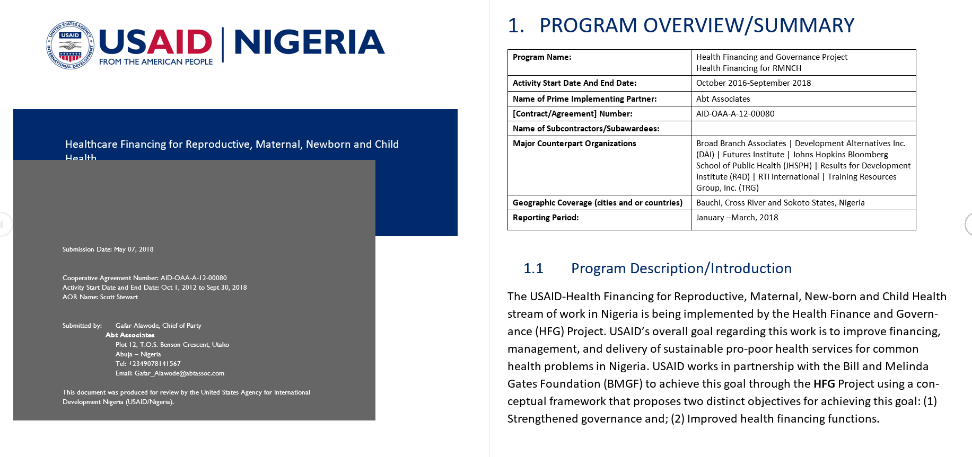 USAID | NIGERIA
FROM THE AMERICAN PEOPLE
Healthcare Financing for Reproductive, Maternal, Newborn and Child
Health
Submission Date: May 07, 2018
Cooperative Agreement Number: AID-OAA-A-12-00080
Activity Start Date and End Date: Oct 1, 2012 to Sept 30, 2018
AOR Name: Scott Stewart
Submitted by: Gafar Alawode, Chief of Party
Abt Associates
Plot 12, T.O.S. Benson Crescent, Utako
Abuja – Nigeria
Tel: +2349078141567
Email: Gafar_Alawode@abtassoc.com
This document was produced for review by the United States Agency for International
Development Nigeria (USAID/Nigeria).
1. PROGRAM OVERVIEW/SUMMARY
Program Name: Health Financing and Governance Project
Health Financing for RMNCH
Activity Start Date And End Date: October 2016-September 2018
Name of Prime Implementing Partner: Abt Associates
[Contract/Agreement] Number: AID-OAA-A-12-00080
Name of Subcontractors/Subawardees:
Major Counterpart Organizations Broad Branch Associates | Development Alternatives Inc.
(DAI) | Futures Institute | Johns Hopkins Bloomberg
School of Public Health (JHSPH) | Results for Development
Institute (R4D) | RTI International | Training Resources
Group, Inc. (TRG)
Geographic Coverage (cities and or countries) Bauchi, Cross River and Sokoto States, Nigeria
Reporting Period: January –March, 2018
1.1 Program Description/Introduction
The USAID-Health Financing for Reproductive, Maternal, New-born and Child Health
stream of work in Nigeria is being implemented by the Health Finance and Govern-
ance (HFG) Project. USAID's overall goal regarding this work is to improve financing,
management, and delivery of sustainable pro-poor health services for common
health problems in Nigeria. USAID works in partnership with the Bill and Melinda
Gates Foundation (BMGF) to achieve this goal through the HFG Project using a con-
ceptual framework that proposes two distinct objectives for achieving this goal: (1)
Strengthened governance and; (2) Improved health financing functions.